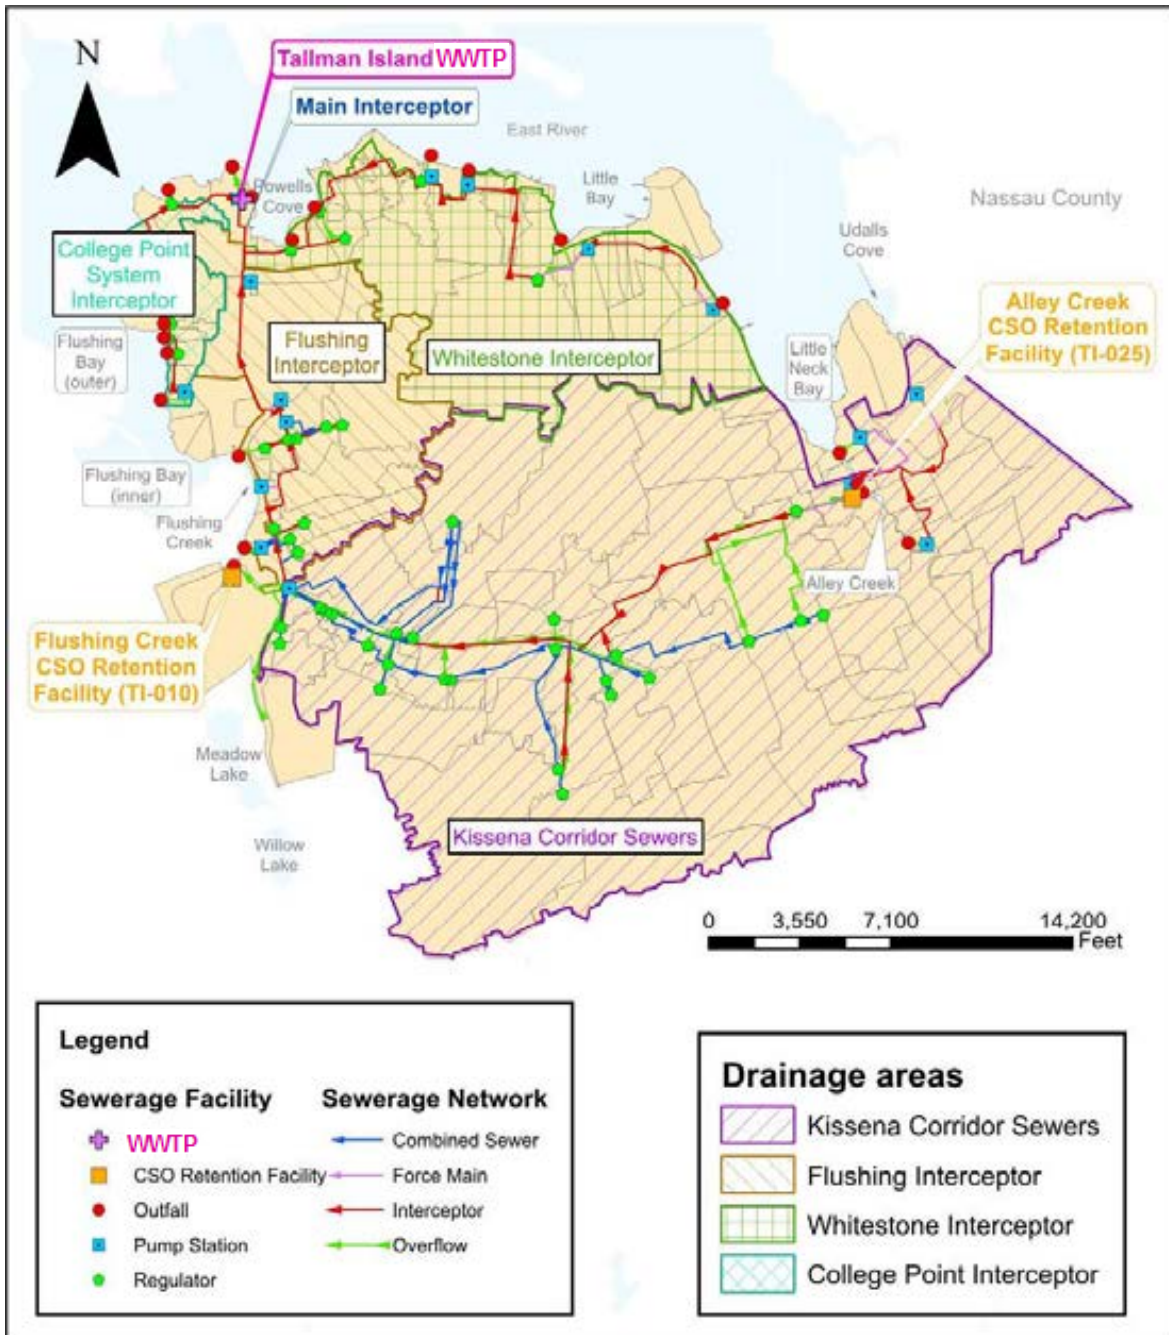 N
Tallman Island WWTP
Main Interceptor
East River
Powells
Cove
Little
Bay
Nassau County
Udalls
Cove
College Point
System
Interceptor
Alley Creek
CSO Retention
Facility (TI-025)
Flushing
Bay
(outer)
Flushing
Interceptor
Whitestone Interceptor
Little
Neck
Bay
Flushing Bay
(inner)
Flushing
Creek
Alley Creek
Flushing Creek
CSO Retention
Facility (TI-010)
Meadow
Lake
Willow
Lake
Kissena Corridor Sewers
0 3,550 7,100 14,200
Feet
Legend
Sewerage Facility
WWTP
CSO Retention Facility
Outfall
Pump Station
Regulator
Sewerage Network
Combined Sewer
Force Main
Interceptor
Overflow
Drainage areas
Kissena Corridor Sewers
Flushing Interceptor
Whitestone Interceptor
College Point Interceptor